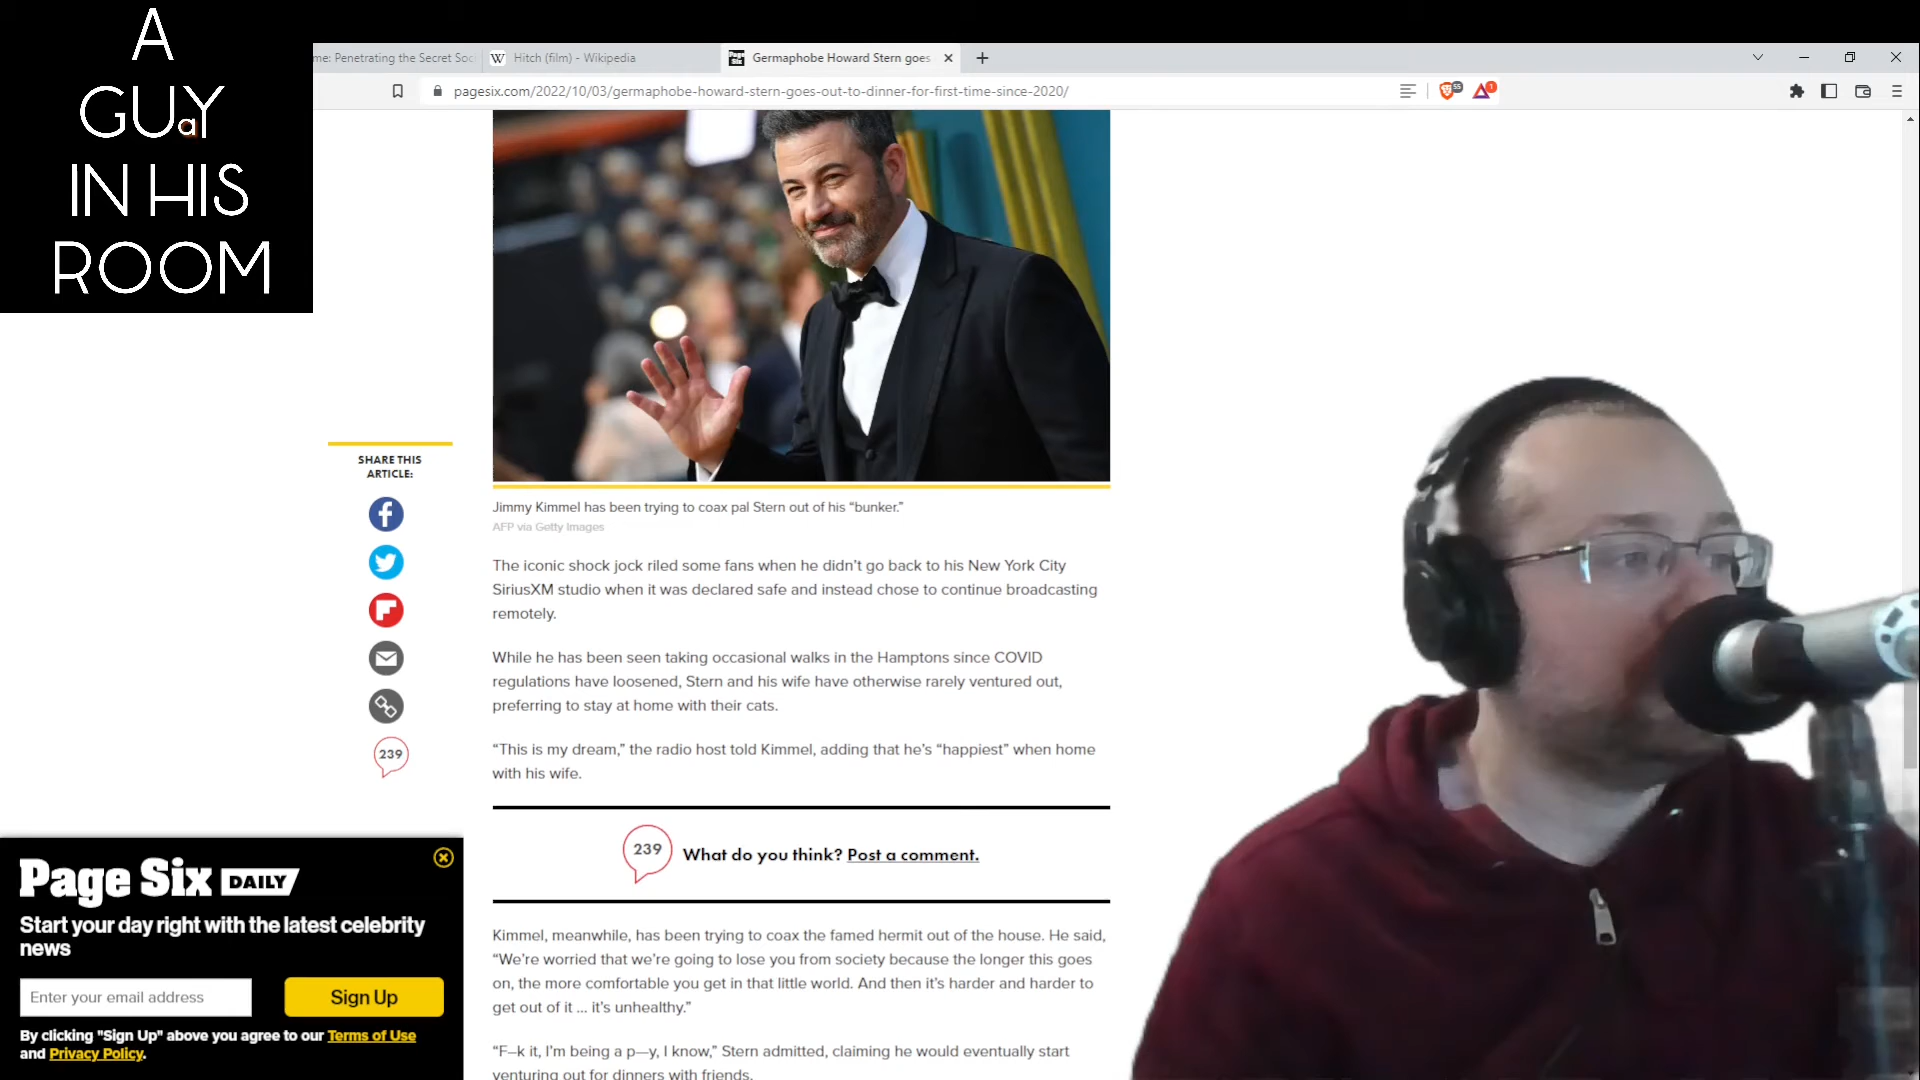 A
GUaY
IN HIS
ROOM
me: Penetrating the Secret Soc
W Hitch (film) - Wikipedia
Germaphobe Howard Stern goes
pagesix.com/2022/10/03/germaphobe-howard-stern-goes-out-to-dinner-for-first-time-since-2020/
55
1
Jimmy Kimmel has been trying to coax pal Stern out of his “bunker.”
AFP via Getty Images
SHARE THIS
ARTICLE:
239
The iconic shock jock riled some fans when he didn’t go back to his New York City
SiriusXM studio when it was declared safe and instead chose to continue broadcasting
remotely.
While he has been seen taking occasional walks in the Hamptons since COVID
regulations have loosened, Stern and his wife have otherwise rarely ventured out,
preferring to stay at home with their cats.
“This is my dream,” the radio host told Kimmel, adding that he’s “happiest” when home
with his wife.
239 What do you think? Post a comment.
Kimmel, meanwhile, has been trying to coax the famed hermit out of the house. He said,
“We’re worried that we’re going to lose you from society because the longer this goes
on, the more comfortable you get in that little world. And then it’s harder and harder to
get out of it ... it’s unhealthy.”
“F—k it, I’m being a p—y, I know,” Stern admitted, claiming he would eventually start
venturing out for dinners with friends.
Page Six DAILY
Start your day right with the latest celebrity
news
Enter your email address
Sign Up
By clicking "Sign Up" above you agree to our Terms of Use
and Privacy Policy.